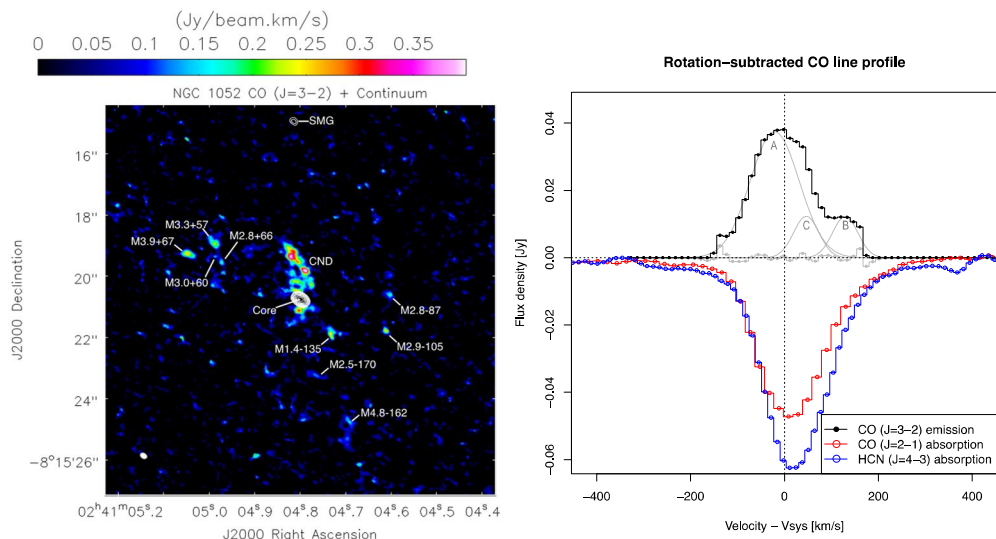 (Jy/beam.km/s)
0 0.05 0.1 0.15 0.2 0.25 0.3 0.35
NGC 1052 CO (J=3-2) + Continuum
SMG
16"
18"
M3.3+57
M3.9+67
M2.8+66
CND
20"
M3.0+60
Core
M2.8-87
22"
M1.4-135
M2.9-105
M2.5-170
24"
M4.8-162
-8°15'26"
02h41m05s.2 05s.0 04s.9 04s.8 04s.7 04s.6 04s.5 04s.4
J2000 Right Ascension
J2000 Declination
Rotation−subtracted CO line profile
0.04
A
0.02
C
B
0.00
−0.02
−0.04
−0.06
Flux density [Jy]
CO (J=3−2) emission
CO (J=2−1) absorption
HCN (J=4−3) absorption
−400 −200 0 200 400
Velocity − Vsys [km/s]